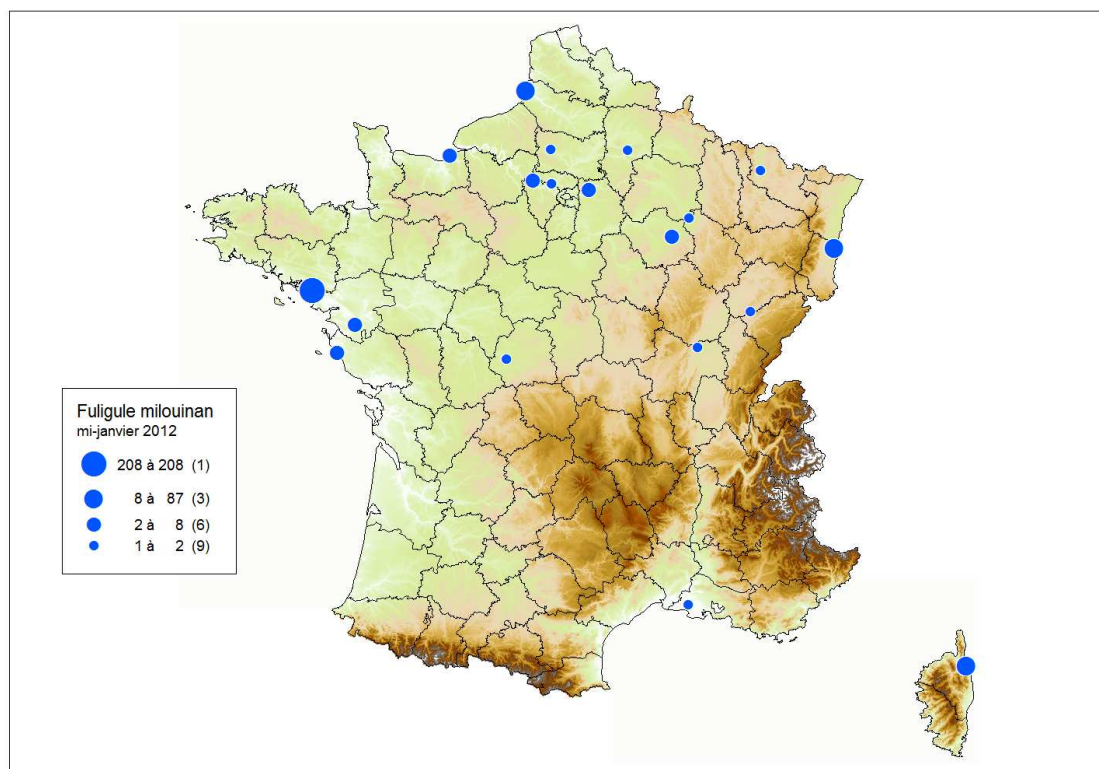 Fuligule milouinan
mi-janvier 2012
208 à 208 (1)
8 à 87 (3)
2 à 8 (6)
1 à 2 (9)